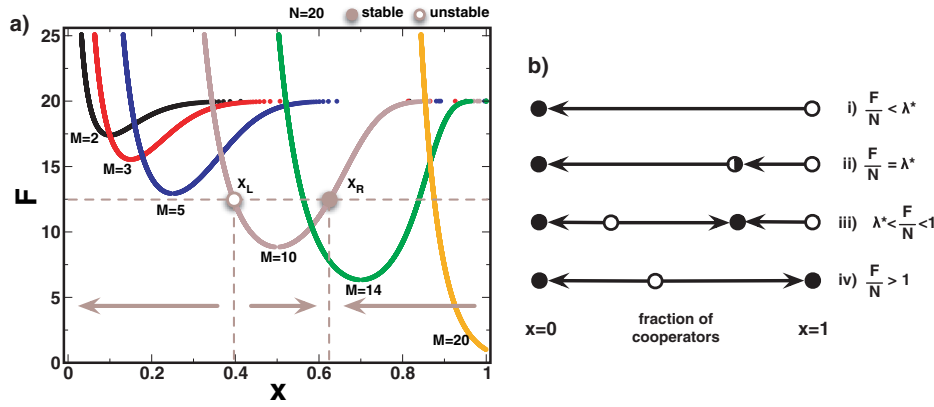 N=20 stable unstable
a)
25
20
15
10
5
0
F
M=2
M=3
M=5
X_L
X_R
M=10
M=14
M=20
0 0.2 0.4 0.6 0.8 1
X
b)
i) F/N < λ*
ii) F/N = λ*
iii) λ* < F/N < 1
iv) F/N > 1
x=0 fraction of cooperators x=1